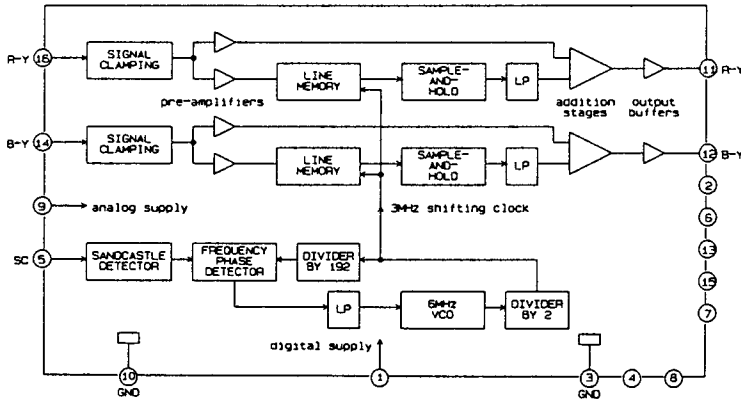 R-Y
16
SIGNAL
CLAMPING
pre-amplifiers
LINE
MEMORY
SAMPLE-
AND-
HOLD
LP
addition
stages
output
buffers
11
R-Y
B-Y
14
SIGNAL
CLAMPING
LINE
MEMORY
SAMPLE-
AND-
HOLD
LP
12
B-Y
2
9
analog supply
3MHz shifting clock
6
SC
5
SANDCASTLE
DETECTOR
FREQUENCY
PHASE
DETECTOR
DIVIDER
BY 192
13
15
LP
6MHz
VCO
DIVIDER
BY 2
7
digital supply
10
GND
1
3
GND
4
8